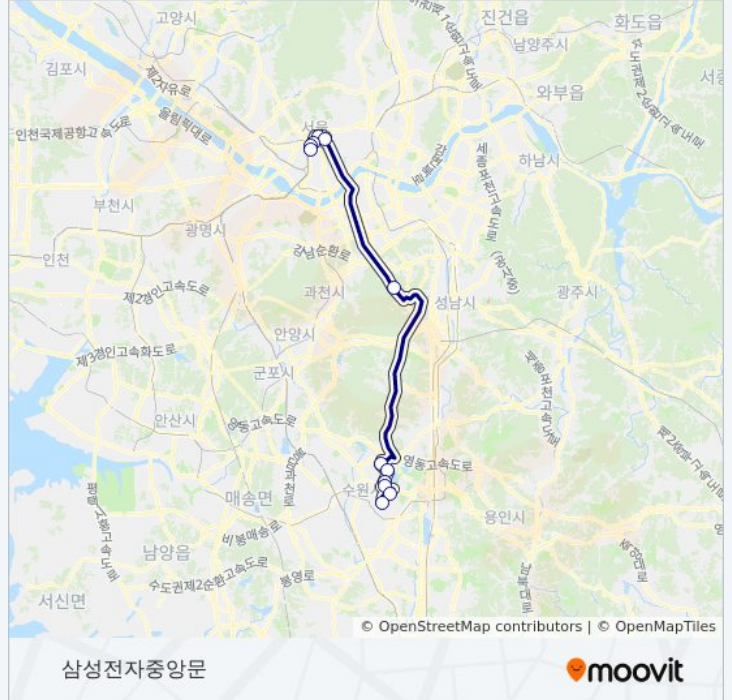 고양시
진건읍
화도읍
남양주시
김포시
제2자유로
와부읍
올림픽대로
서울
인천국제공항고속도로
하남시
부천시
광명시
강남순환로
인천
과천시
성남시
광주시
제2경인고속도로
안양시
제3경인고속화도로
군포시
안산시
영동고속도로
수원시
매송면
용인시
비봉매송로
남양읍
수도권제2순환고속도로
봉영로
서신면
© OpenStreetMap contributors | © OpenMapTiles
삼성전자중앙문
moovit